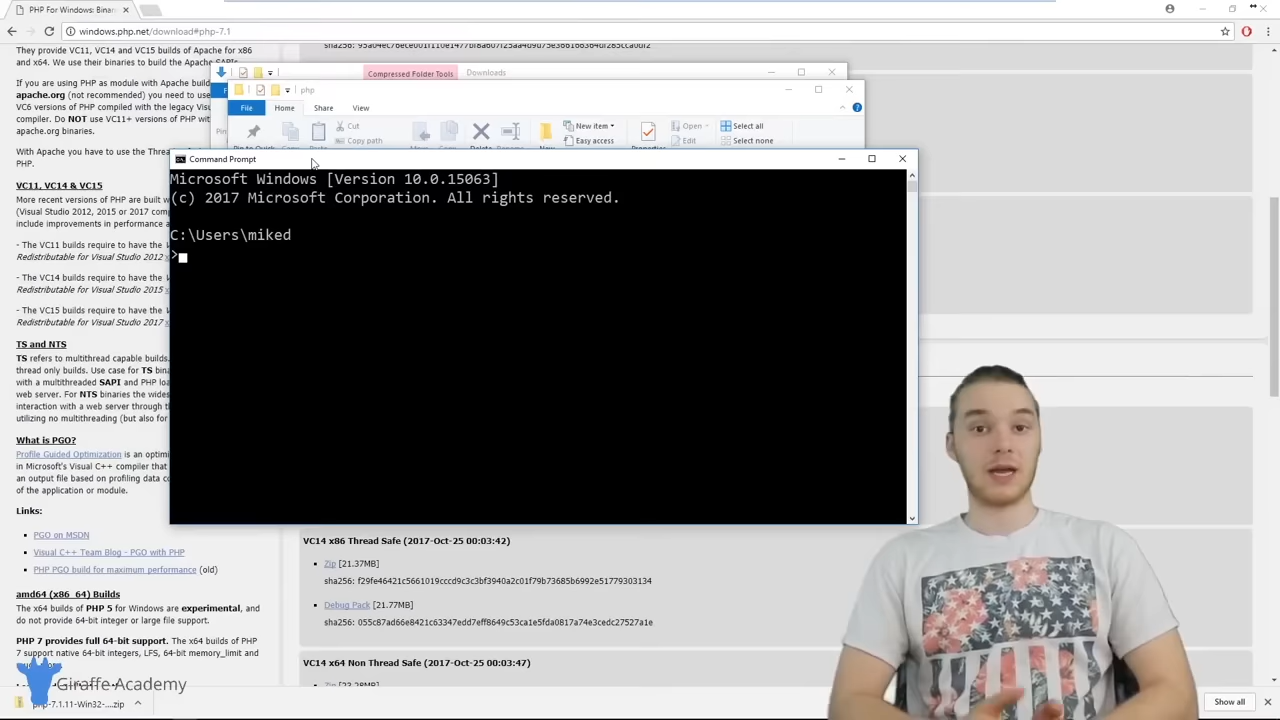 PHP For Windows: Binaries
windows.php.net/download#php-7.1
They provide VC11, VC14 and VC15 builds of Apache for x86
and x64. We use their binaries to build the Apache SAPIs.
If you are using PHP as module with Apache
apache.org (not recommended) you need to use
VC6 versions of PHP compiled with the legacy
compiler. Do NOT use VC11+ versions of PHP
apache.org binaries.
With Apache you have to use the Thread
PHP.
VC11, VC14 & VC15
More recent versions of PHP are built
(Visual Studio 2012, 2015 or 2017
include improvements in performance
- The VC11 builds require to have the
Redistributable for Visual Studio 2012
- The VC14 builds require to have the
Redistributable for Visual Studio 2015
- The VC15 builds require to have the
Redistributable for Visual Studio 2017
TS and NTS
TS refers to multithread capable builds.
thread only builds. Use case for TS
with a multithreaded SAPI and PHP
web server. For NTS binaries the
interaction with a web server through
utilizing no multithreading (but also for
What is PGO?
Profile Guided Optimization is an
in Microsoft's Visual C++ compiler that
an output file based on profiling data
of the application or module.
Links:
PGO on MSDN
Visual C++ Team Blog - PGO with PHP
PHP PGO build for maximum performance (old)
amd64 (x86_64) Builds
The x64 builds of PHP 5 for Windows are experimental, and
do not provide 64-bit integer or large file support.
PHP 7 provides full 64-bit support. The x64 builds of PHP
7 support native 64-bit integers, LFS, 64-bit memory_limit and
Compressed Folder Tools
Downloads
php
File Home Share View
Cut
Copy path
New item
Easy access
Open
Edit
Select all
Select none
Command Prompt
Microsoft Windows [Version 10.0.15063]
(c) 2017 Microsoft Corporation. All rights reserved.
C:\Users\miked
>
VC14 x86 Thread Safe (2017-Oct-25 00:03:42)
Zip [21.37MB]
sha256: f29fe46421c5661019cccd9c3c3bf3940a2c01f79b73685b6992e51779303134
Debug Pack [21.77MB]
sha256: 055c87ad66e8421c63347edd7eff8649c53ca1e5fda0817a74e3cedc27527a1e
VC14 x64 Non Thread Safe (2017-Oct-25 00:03:47)
Giraffe Academy
php-7.1.11-Win32-....zip
Show all